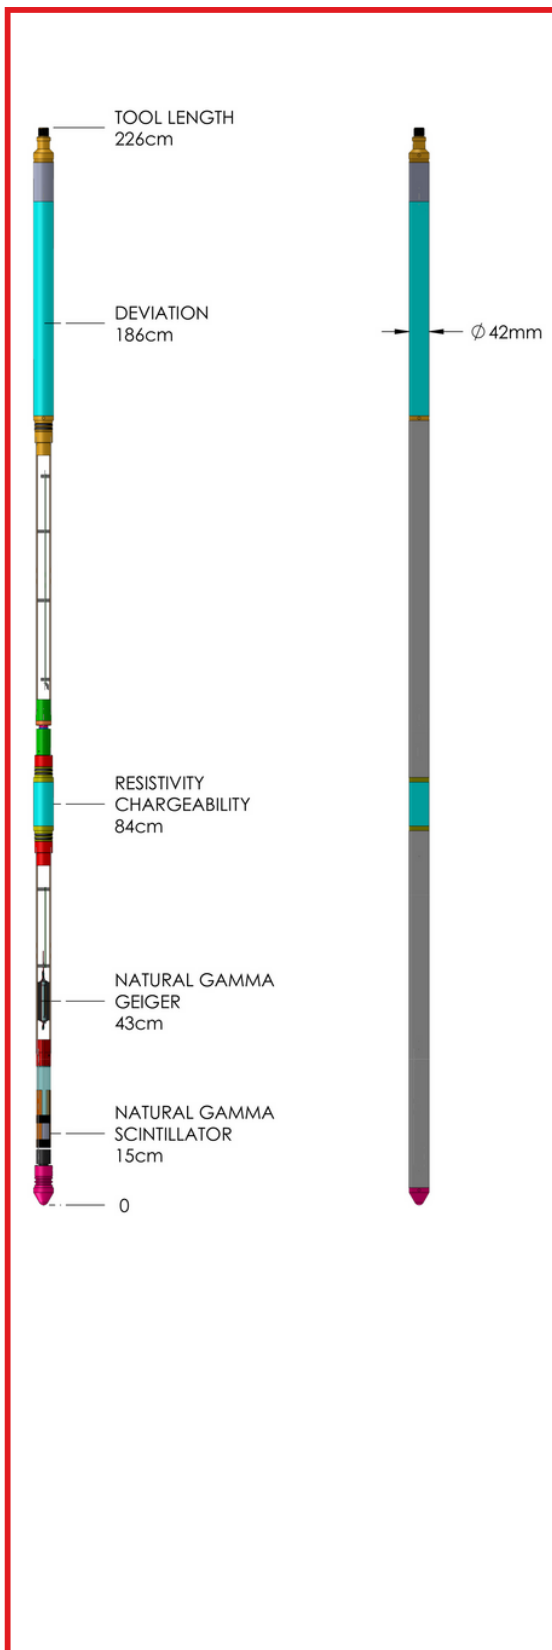 TOOL LENGTH
226cm
DEVIATION
186cm
Ø 42mm
RESISTIVITY
CHARGEABILITY
84cm
NATURAL GAMMA
GEIGER
43cm
NATURAL GAMMA
SCINTILLATOR
15cm
0